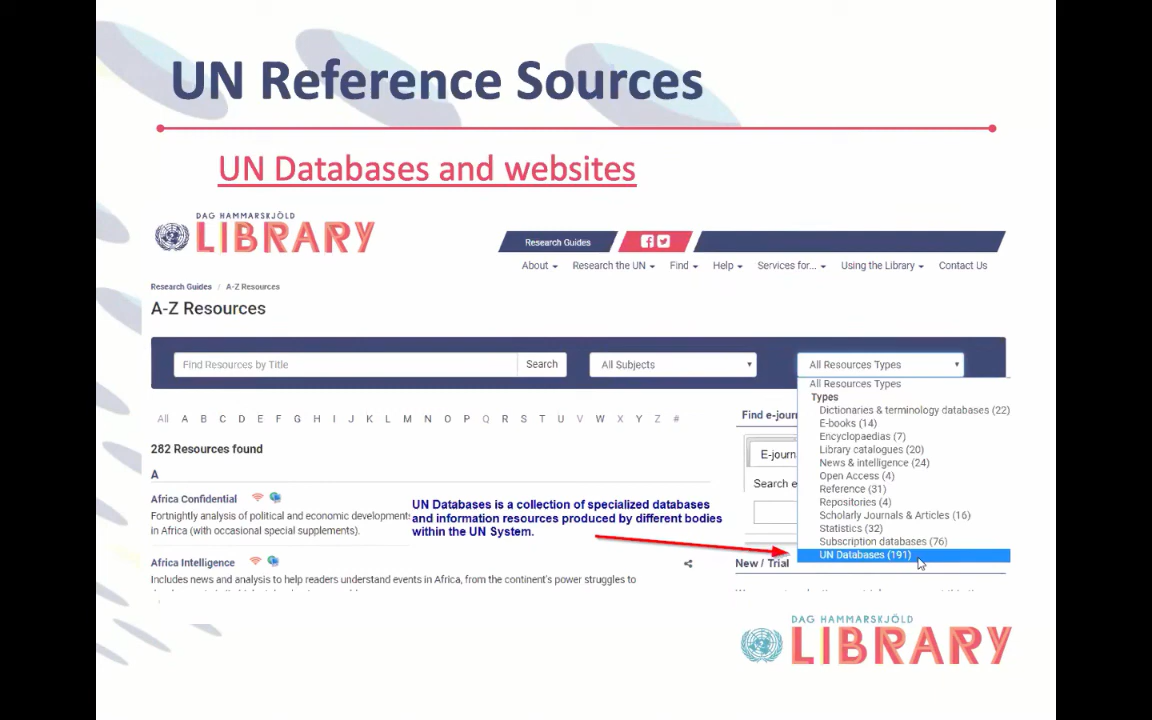 UN Reference Sources
UN Databases and websites
DAG HAMMARSKJÖLD
LIBRARY
Research Guides
About
Research the UN
Find
Help
Services for...
Using the Library
Contact Us
Research Guides / A-Z Resources
A-Z Resources
Find Resources by Title
Search
All Subjects
All Resources Types
All Resources Types
Types
Dictionaries & terminology databases (22)
E-books (14)
Encyclopaedias (7)
Library catalogues (20)
News & intelligence (24)
Open Access (4)
Reference (31)
Repositories (4)
Scholarly Journals & Articles (16)
Statistics (32)
Subscription databases (76)
UN Databases (191)
All A B C D E F G H I J K L M N O P Q R S T U V W X Y Z #
Find e-jour
E-journ
Search e
282 Resources found
A
Africa Confidential
Fortnightly analysis of political and economic developments
in Africa (with occasional special supplements).
UN Databases is a collection of specialized databases
and information resources produced by different bodies
within the UN System.
Africa Intelligence
Includes news and analysis to help readers understand events in Africa, from the continent's power struggles to
New / Trial
DAG HAMMARSKJÖLD
LIBRARY